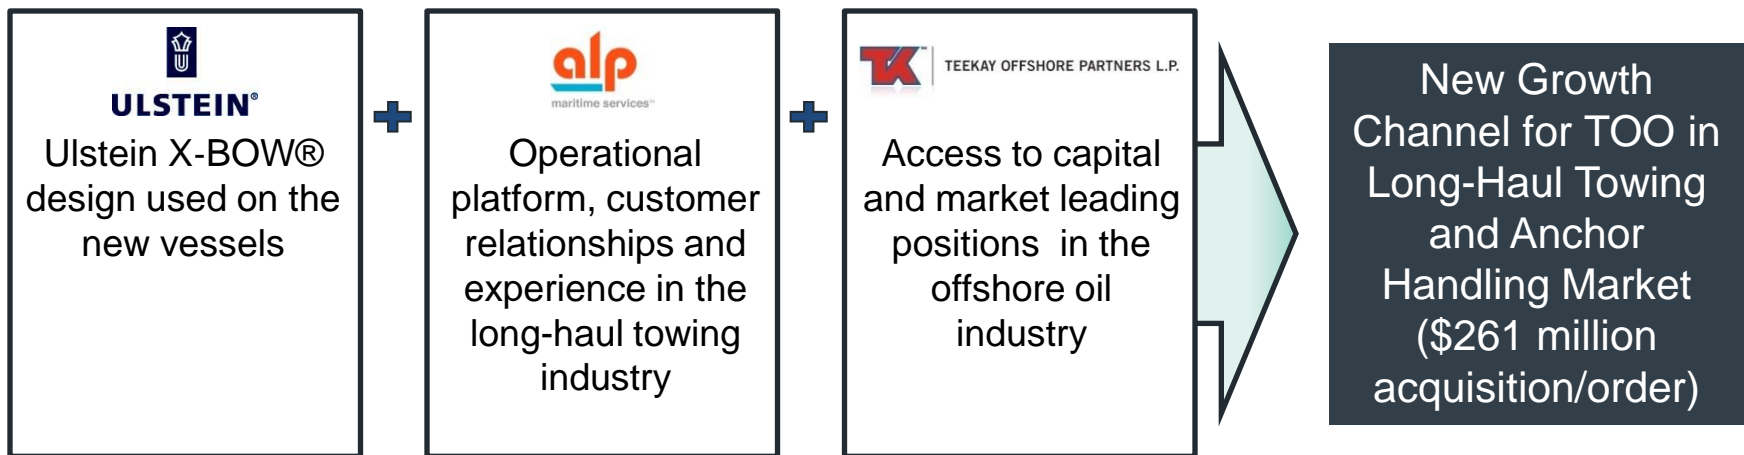 ULSTEIN®
Ulstein X-BOW®
design used on the
new vessels
alp
maritime services™
Operational
platform, customer
relationships and
experience in the
long-haul towing
industry
TK™
TEEKAY OFFSHORE PARTNERS L.P.
Access to capital
and market leading
positions in the
offshore oil
industry
New Growth
Channel for TOO in
Long-Haul Towing
and Anchor
Handling Market
($261 million
acquisition/order)